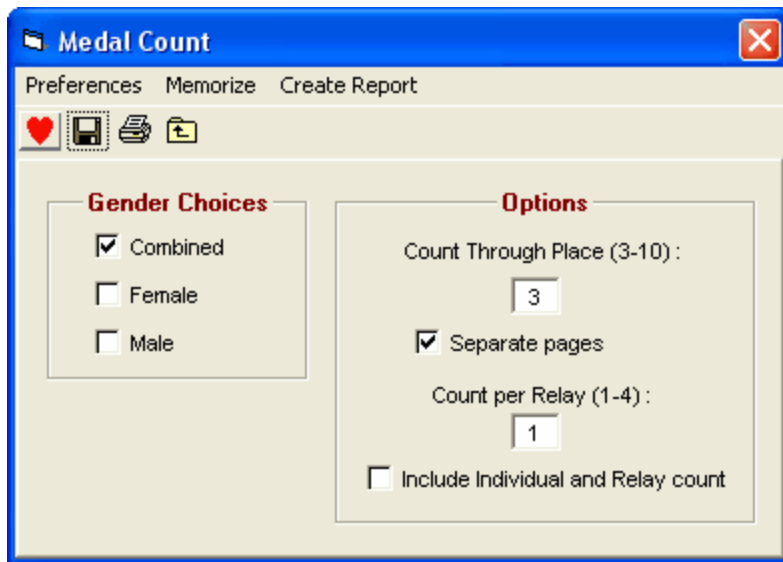 Medal Count
Preferences Memorize Create Report
Gender Choices
Combined
Female
Male
Options
Count Through Place (3-10) :
3
Separate pages
Count per Relay (1-4) :
1
Include Individual and Relay count